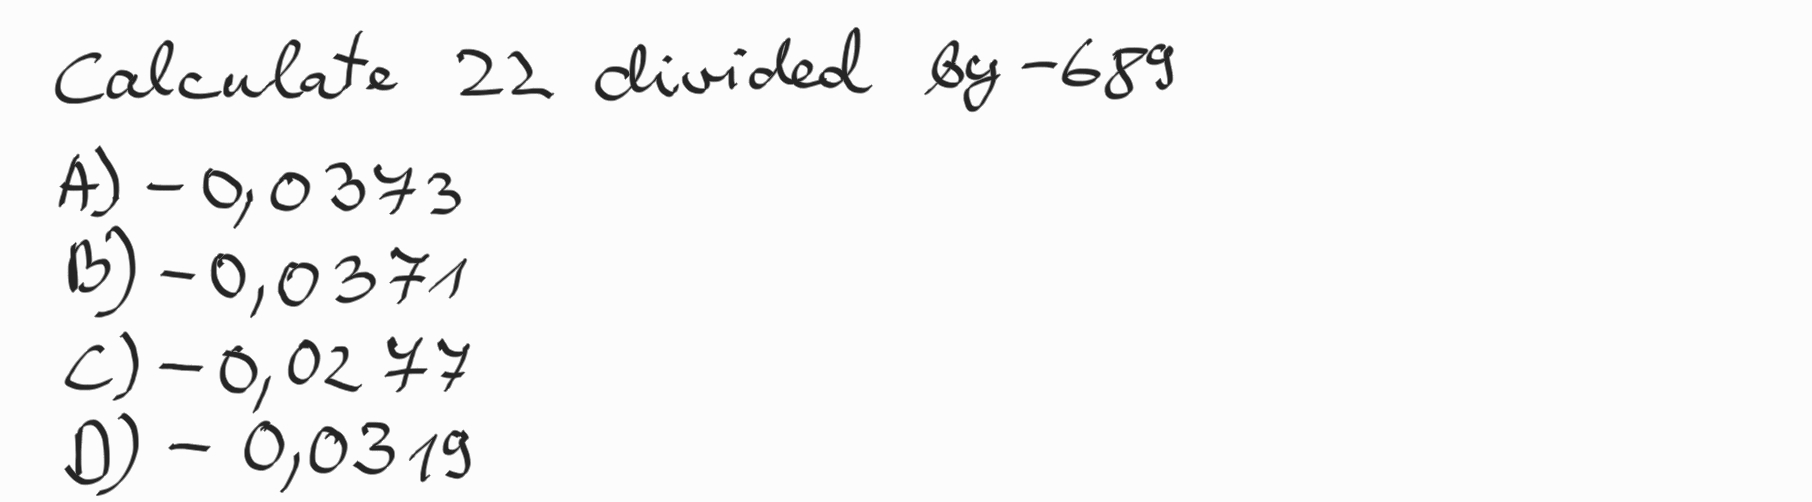 Calculate 22 divided by -689
A) -0,0373
B) -0,0371
C) -0,0277
D) - 0,0319